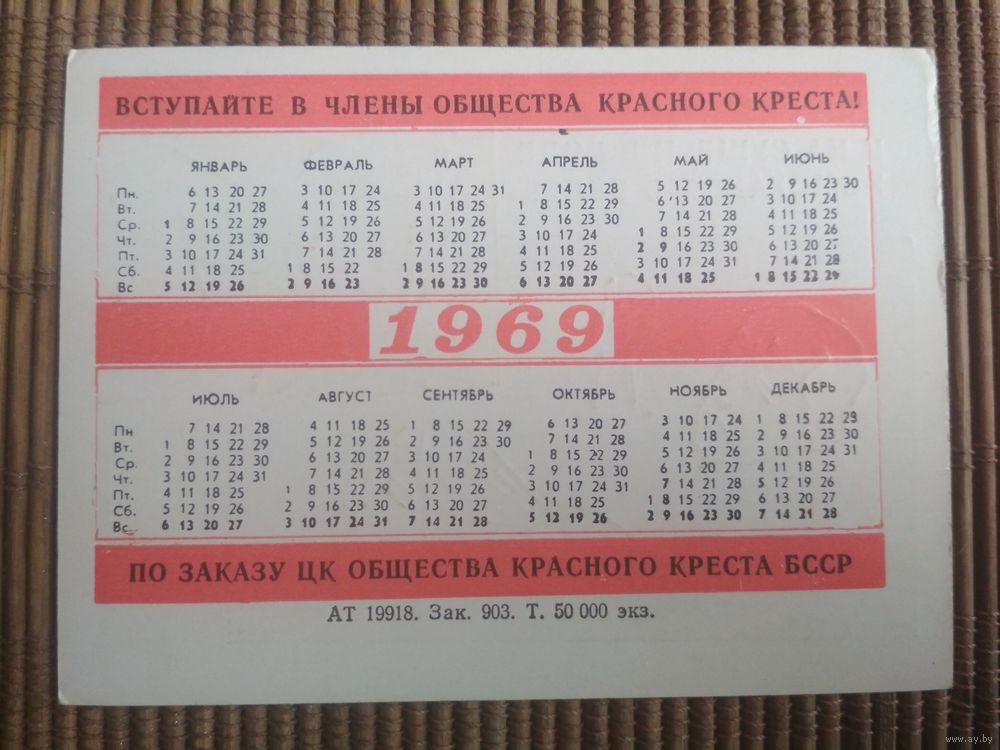 ВСТУПАЙТЕ В ЧЛЕНЫ ОБЩЕСТВА КРАСНОГО КРЕСТА!
ЯНВАРЬ ФЕВРАЛЬ МАРТ АПРЕЛЬ МАЙ ИЮНЬ
Пн. 6 13 20 27 3 10 17 24 3 10 17 24 31 7 14 21 28 5 12 19 26 2 9 16 23 30
Вт. 7 14 21 28 4 11 18 25 4 11 18 25 1 8 15 22 29 6 13 20 27 3 10 17 24
Ср. 1 8 15 22 29 5 12 19 26 5 12 19 26 2 9 16 23 30 7 14 21 28 4 11 18 25
Чт. 2 9 16 23 30 6 13 20 27 6 13 20 27 3 10 17 24 1 8 15 22 29 5 12 19 26
Пт. 3 10 17 24 31 7 14 21 28 7 14 21 28 4 11 18 25 2 9 16 23 30 6 13 20 27
Сб. 4 11 18 25 1 8 15 22 1 8 15 22 29 5 12 19 26 3 10 17 24 31 7 14 21 28
Вс 5 12 19 26 2 9 16 23 2 9 16 23 30 6 13 20 27 4 11 18 25 1 8 15 22 29
1969
ИЮЛЬ АВГУСТ СЕНТЯБРЬ ОКТЯБРЬ НОЯБРЬ ДЕКАБРЬ
Пн 7 14 21 28 4 11 18 25 1 8 15 22 29 6 13 20 27 3 10 17 24 1 8 15 22 29
Вт. 1 8 15 22 29 5 12 19 26 2 9 16 23 30 7 14 21 28 4 11 18 25 2 9 16 23 30
Ср. 2 9 16 23 30 6 13 20 27 3 10 17 24 1 8 15 22 29 5 12 19 26 3 10 17 24 31
Чт. 3 10 17 24 31 7 14 21 28 4 11 18 25 2 9 16 23 30 6 13 20 27 4 11 18 25
Пт. 4 11 18 25 1 8 15 22 29 5 12 19 26 3 10 17 24 31 7 14 21 28 5 12 19 26
Сб. 5 12 19 26 2 9 16 23 30 6 13 20 27 4 11 18 25 1 8 15 22 29 6 13 20 27
Вс. 6 13 20 27 3 10 17 24 31 7 14 21 28 5 12 19 26 2 9 16 23 30 7 14 21 28
ПО ЗАКАЗУ ЦК ОБЩЕСТВА КРАСНОГО КРЕСТА БССР
АТ 19918. Зак. 903. Т. 50 000 экз.
www.ay.by